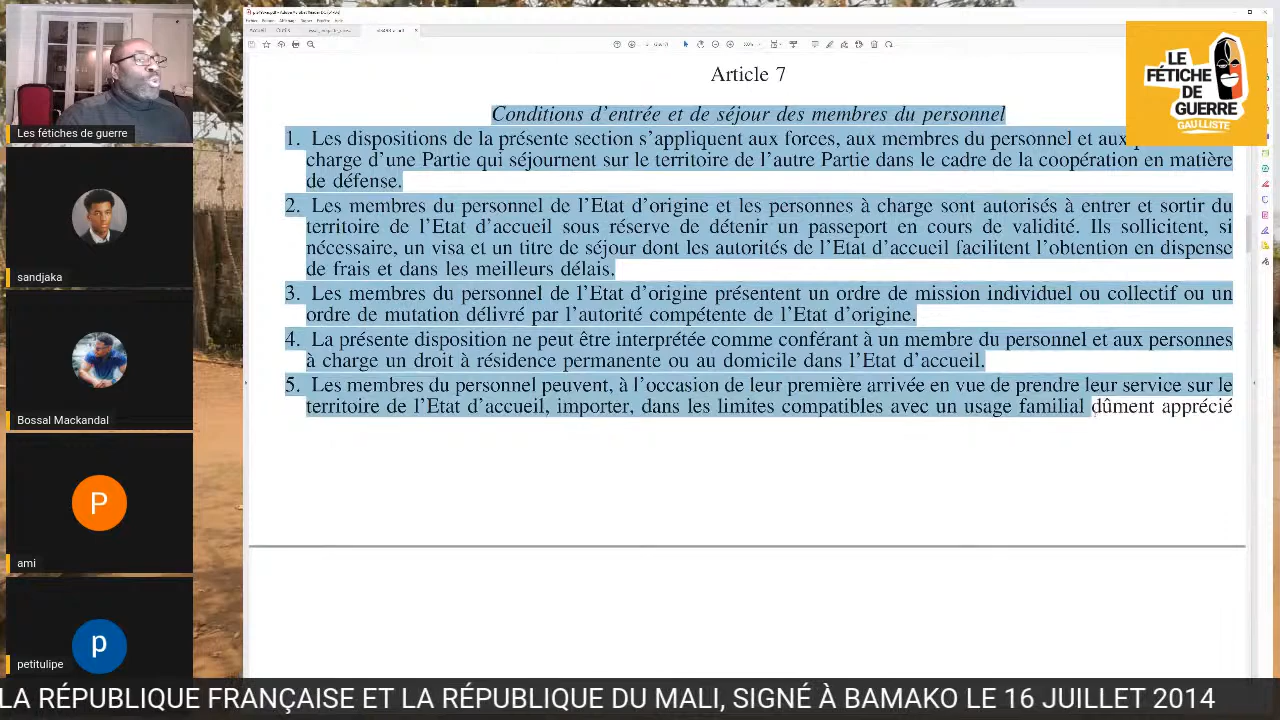 LE
FÉTICHE
DE
GUERRE
GAULLISTE
Article 7
Conditions d’entrée et de séjour des membres du personnel
1. Les dispositions de la présente section s’appliquent aux forces, aux membres du personnel et aux
charge d’une Partie qui séjournent sur le territoire de l’autre Partie dans le cadre de la coopération en matière
de défense.
2. Les membres du personnel de l’Etat d’origine et les personnes à charge sont autorisés à entrer et sortir du
territoire de l’Etat d’accueil sous réserve de détenir un passeport en cours de validité. Ils sollicitent, si
nécessaire, un visa et un titre de séjour dont les autorités de l’Etat d’accueil facilitent l’obtention en dispense
de frais et dans les meilleurs délais.
3. Les membres du personnel de l’Etat d’origine présentent un ordre de mission individuel ou collectif ou un
ordre de mutation délivré par l’autorité compétente de l’Etat d’origine.
4. La présente disposition ne peut être interprétée comme conférant à un membre du personnel et aux personnes
à charge un droit à résidence permanente ou au domicile dans l’Etat d’accueil.
5. Les membres du personnel peuvent, à l’occasion de leur première arrivée en vue de prendre leur service sur le
territoire de l’Etat d’accueil, importer, dans les limites compatibles avec un usage familial dûment apprécié
Les fétiches de guerre
sandjaka
Bossal Mackandal
P
ami
p
petitulipe
LA RÉPUBLIQUE FRANÇAISE ET LA RÉPUBLIQUE DU MALI, SIGNÉ À BAMAKO LE 16 JUILLET 2014